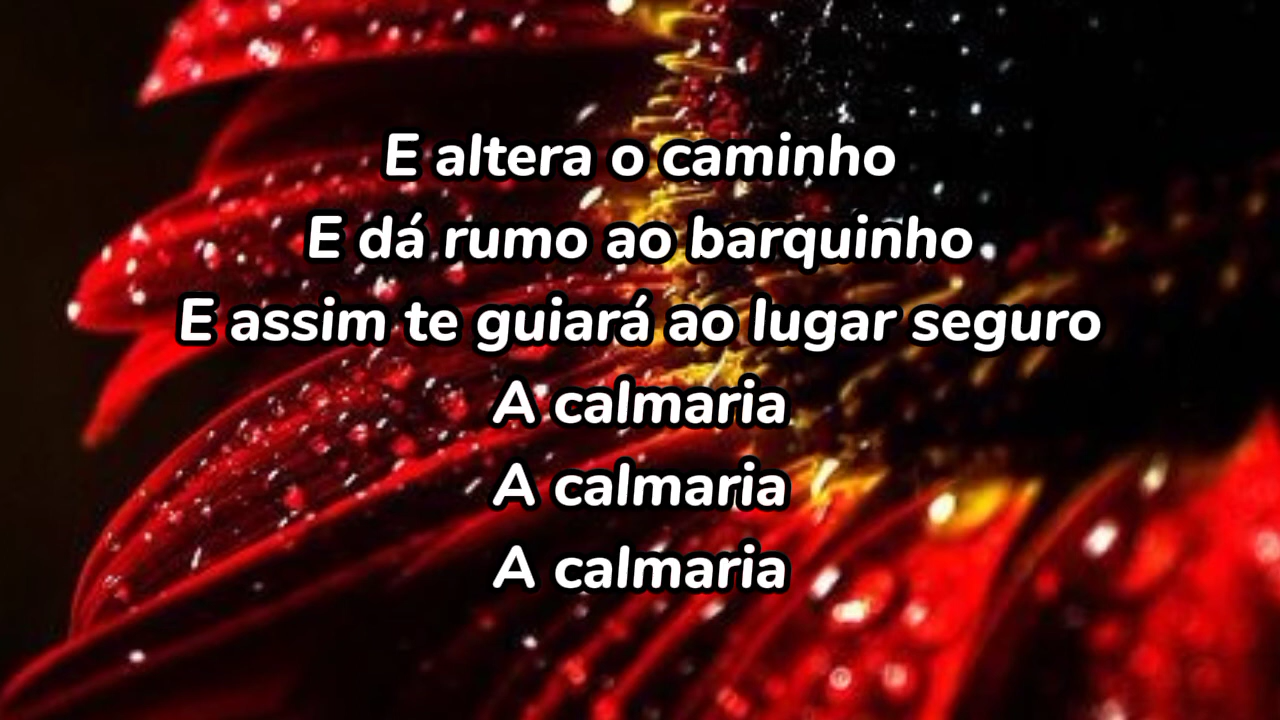 E altera o caminho
E dá rumo ao barquinho
E assim te guiará ao lugar seguro
A calmaria
A calmaria
A calmaria